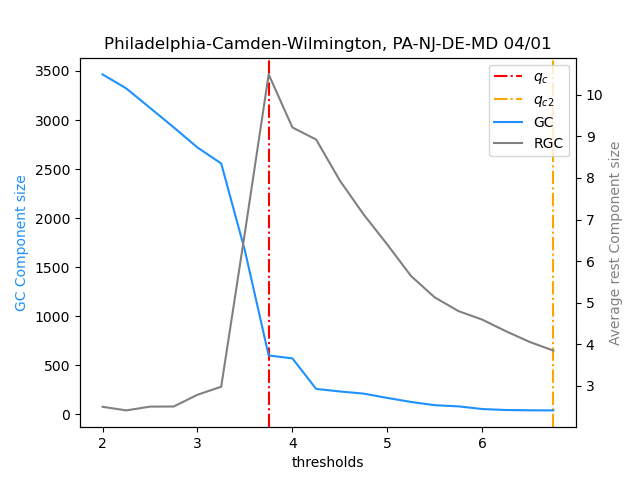 Philadelphia-Camden-Wilmington, PA-NJ-DE-MD 04/01
GC Component size
3500
3000
2500
2000
1500
1000
500
0
2
3
4
5
6
thresholds
10
9
8
7
6
5
4
3
Average rest Component size
q_c
q_c2
GC
RGC